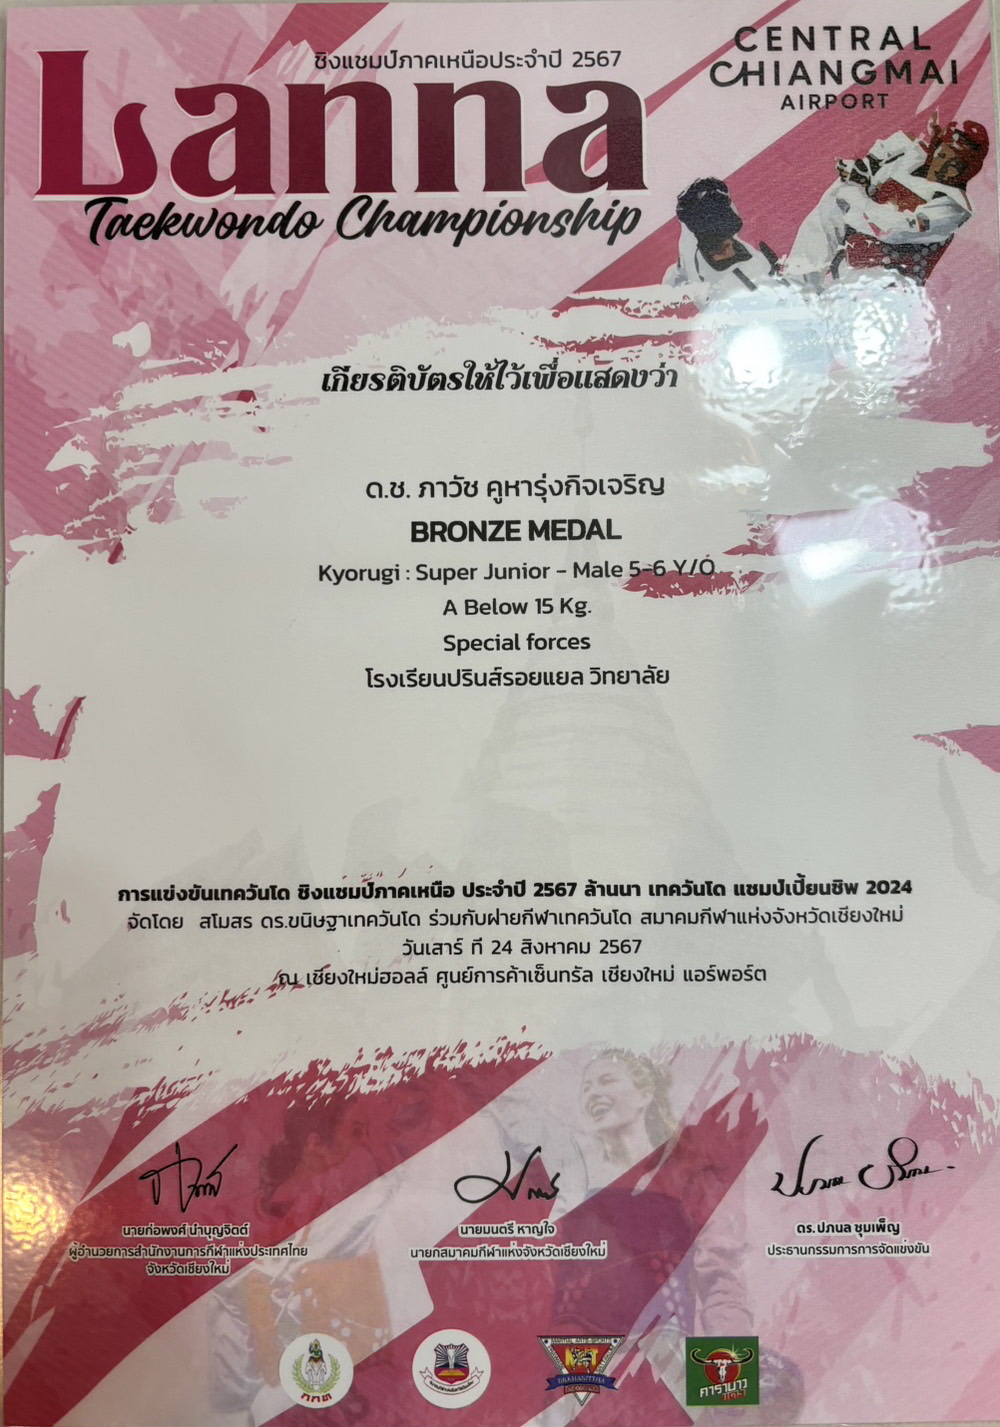 ชิงแชมป์ภาคเหนือประจำปี 2567
Lanna
Taekwondo Championship
CENTRAL
CHIANGMAI
AIRPORT
เกียรติบัตรให้ไว้เพื่อแสดงว่า
ด.ช. ภาวัช คูหารุ่งกิจเจริญ
BRONZE MEDAL
Kyorugi : Super Junior - Male 5-6 Y/O
A Below 15 Kg.
Special forces
โรงเรียนปรินส์รอยแยล วิทยาลัย
การแข่งขันเทควันโด ชิงแชมป์ภาคเหนือ ประจำปี 2567 ล้านนา เทควันโด แชมป์เปี้ยนชิพ 2024
จัดโดย สโมสร ดร.ขนิษฐาเทควันโด ร่วมกับฝ่ายกีฬาเทควันโด สมาคมกีฬาแห่งจังหวัดเชียงใหม่
วันเสาร์ ที่ 24 สิงหาคม 2567
ณ เชียงใหม่ฮอลล์ ศูนย์การค้าเซ็นทรัล เชียงใหม่ แอร์พอร์ต
นายก่อพงศ์ นำบุญจิตต์
ผู้อำนวยการสำนักงานการกีฬาแห่งประเทศไทย
จังหวัดเชียงใหม่
นายมนตรี หาญใจ
นายกสมาคมกีฬาแห่งจังหวัดเชียงใหม่
ดร.ปภนล ชุมเพ็ญ
ประธานกรรมการการจัดแข่งขัน
กกท
MARTIAL ARTS-SPORTS
คาราบาว